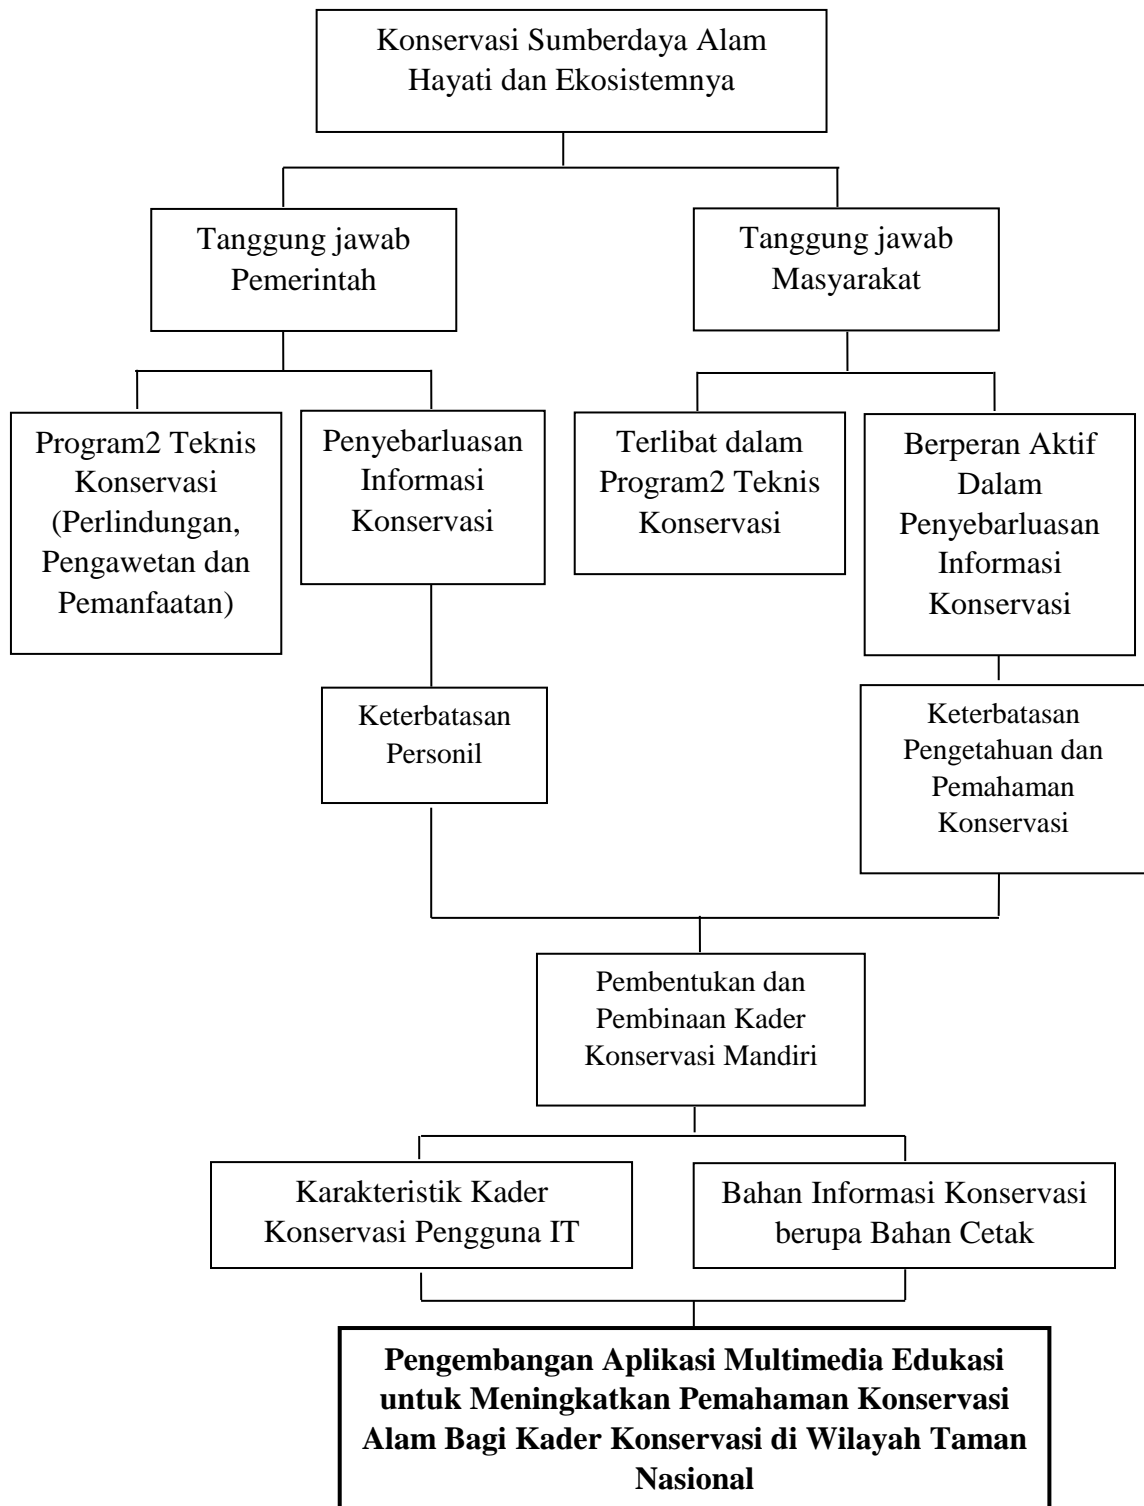 Konservasi Sumberdaya Alam
Hayati dan Ekosistemnya
Tanggung jawab
Pemerintah
Tanggung jawab
Masyarakat
Program2 Teknis
Konservasi
(Perlindungan,
Pengawetan dan
Pemanfaatan)
Penyebarluasan
Informasi
Konservasi
Terlibat dalam
Program2 Teknis
Konservasi
Berperan Aktif
Dalam
Penyebarluasan
Informasi
Konservasi
Keterbatasan
Personil
Keterbatasan
Pengetahuan dan
Pemahaman
Konservasi
Pembentukan dan
Pembinaan Kader
Konservasi Mandiri
Karakteristik Kader
Konservasi Pengguna IT
Bahan Informasi Konservasi
berupa Bahan Cetak
Pengembangan Aplikasi Multimedia Edukasi
untuk Meningkatkan Pemahaman Konservasi
Alam Bagi Kader Konservasi di Wilayah Taman
Nasional